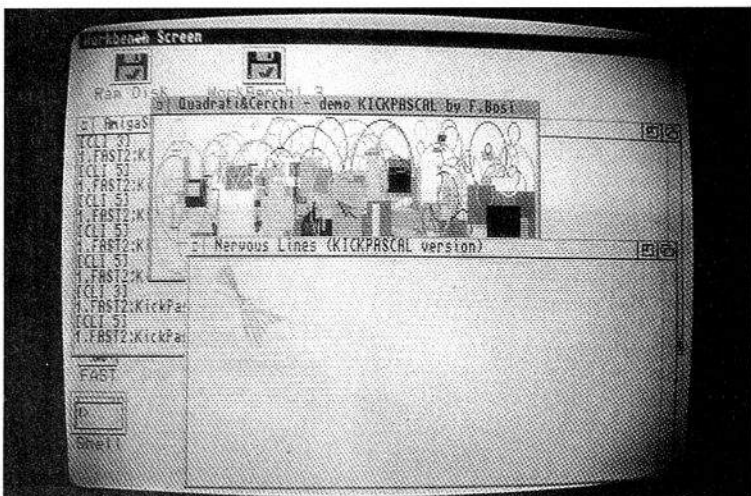 Workbench Screen
Ram Disk
WorkBench1.3
Quadrati&Cerchi - demo KICKPASCAL by F.Bosi
[CLI 3]
1.FAST2:Ki
[CLI 5]
1.FAST2:K
[CLI 5]
1.FAST2:K
[CLI 5]
1.FAST2:K
[CLI 5]
1.FAST2:K
[CLI 3]
1.FAST2:KickPas
[CLI 5]
1.FAST2:KickPas
Nervous Lines (KICKPASCAL version)
FAST
Shell